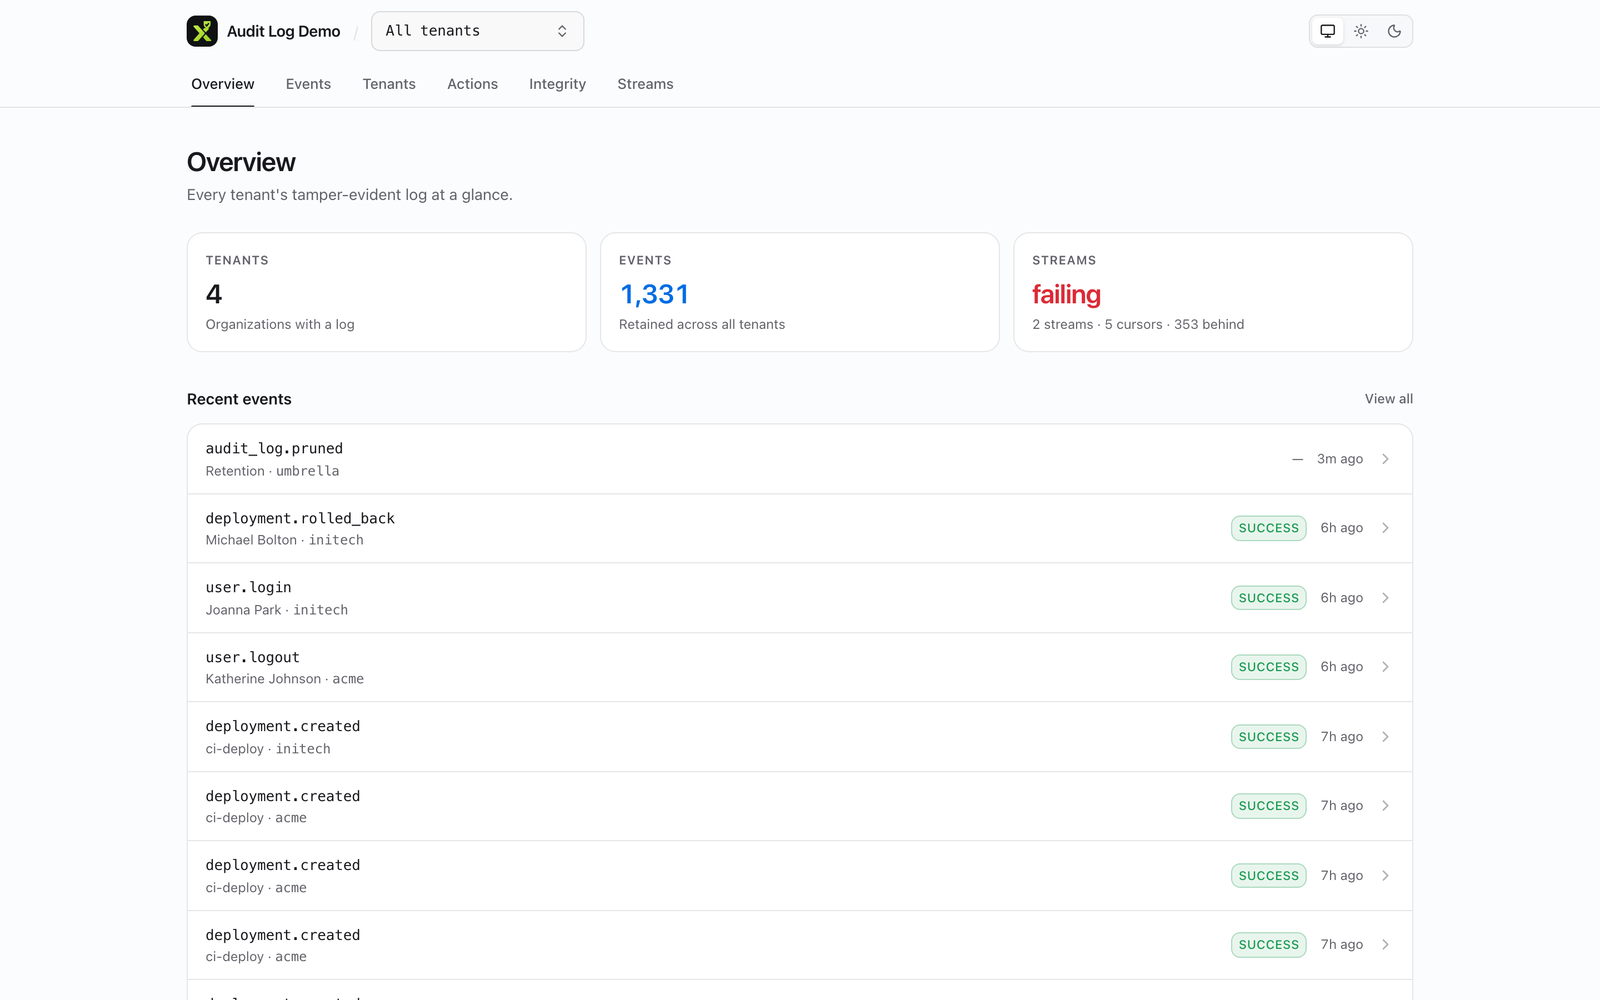 Audit Log Demo / All tenants
Overview Events Tenants Actions Integrity Streams
Overview
Every tenant's tamper-evident log at a glance.
TENANTS
4
Organizations with a log
EVENTS
1,331
Retained across all tenants
STREAMS
failing
2 streams · 5 cursors · 353 behind
Recent events
View all
audit_log.pruned
Retention · umbrella
— 3m ago
deployment.rolled_back
Michael Bolton · initech
SUCCESS 6h ago
user.login
Joanna Park · initech
SUCCESS 6h ago
user.logout
Katherine Johnson · acme
SUCCESS 6h ago
deployment.created
ci-deploy · initech
SUCCESS 7h ago
deployment.created
ci-deploy · acme
SUCCESS 7h ago
deployment.created
ci-deploy · acme
SUCCESS 7h ago
deployment.created
ci-deploy · acme
SUCCESS 7h ago